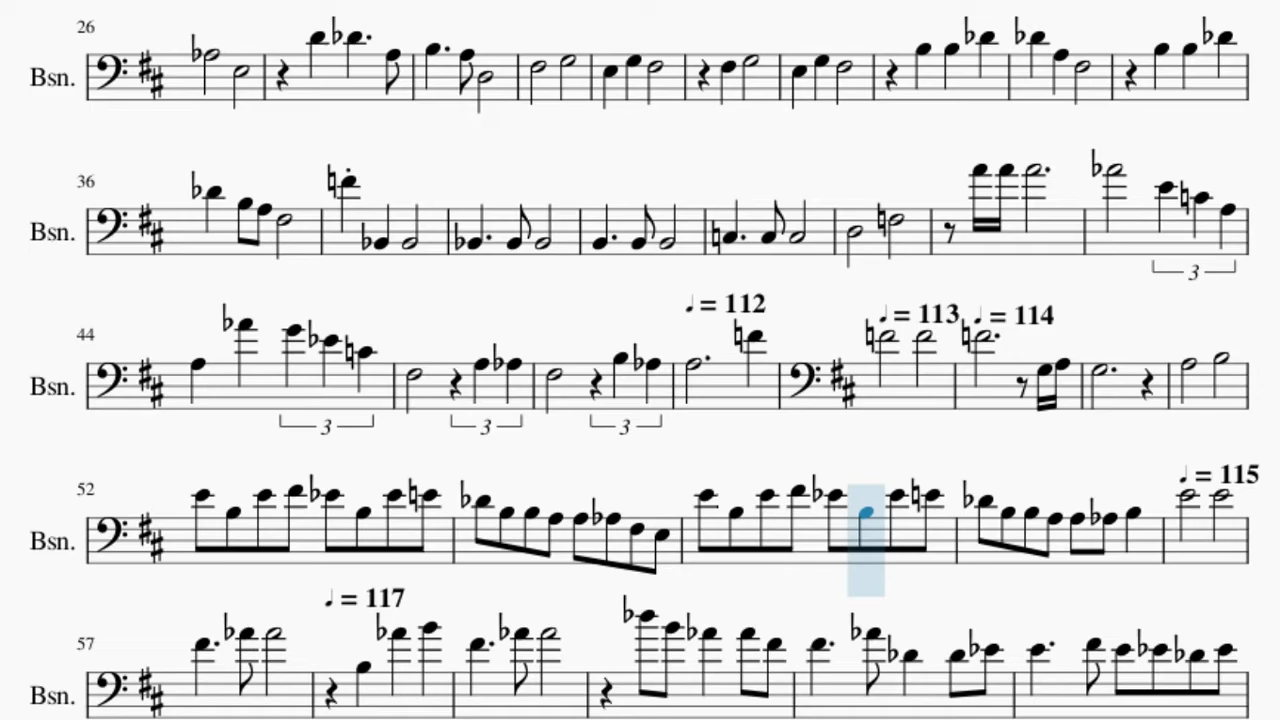 26
Bsn.
36
Bsn.
3
♩ = 112
♩ = 113
♩ = 114
44
Bsn.
3
3
3
♩ = 115
52
Bsn.
♩ = 117
57
Bsn.